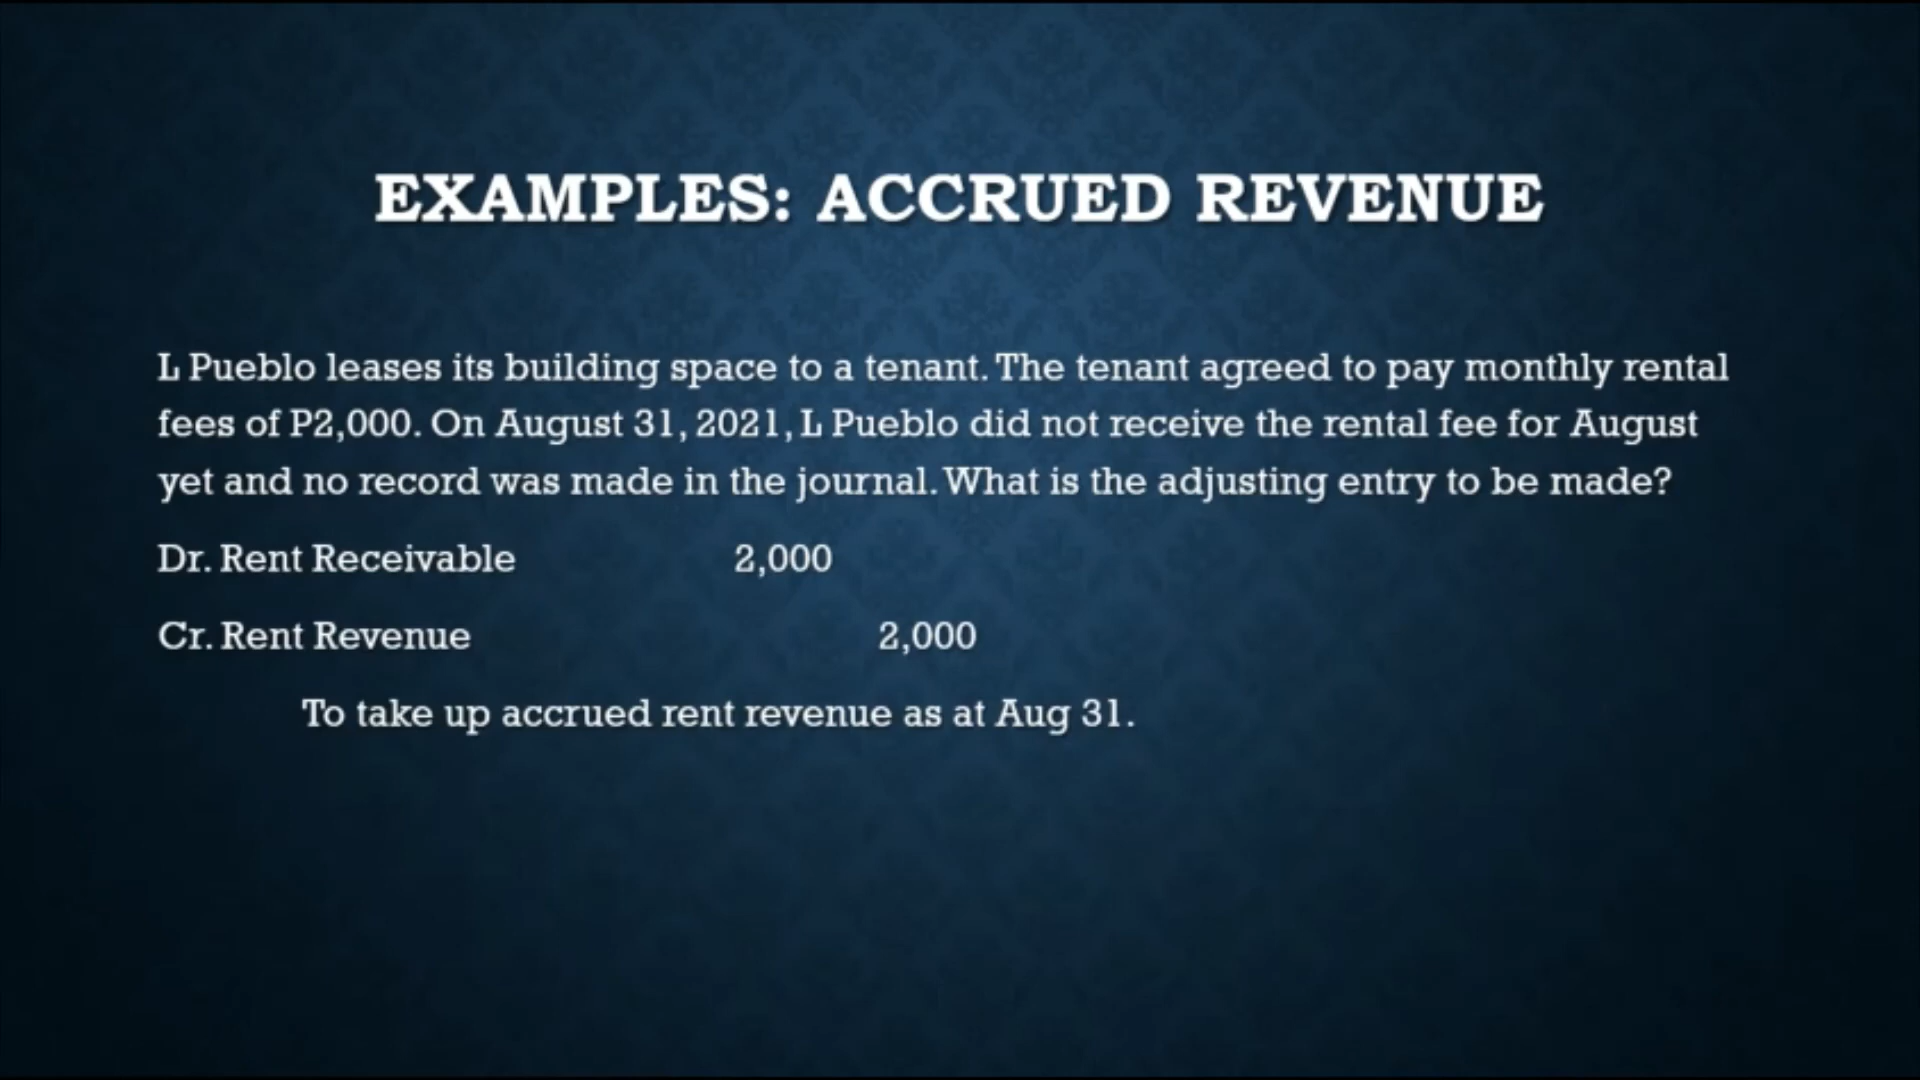 EXAMPLES: ACCRUED REVENUE
L Pueblo leases its building space to a tenant. The tenant agreed to pay monthly rental
fees of P2,000. On August 31, 2021, L Pueblo did not receive the rental fee for August
yet and no record was made in the journal. What is the adjusting entry to be made?
Dr. Rent Receivable 2,000
Cr. Rent Revenue 2,000
To take up accrued rent revenue as at Aug 31.